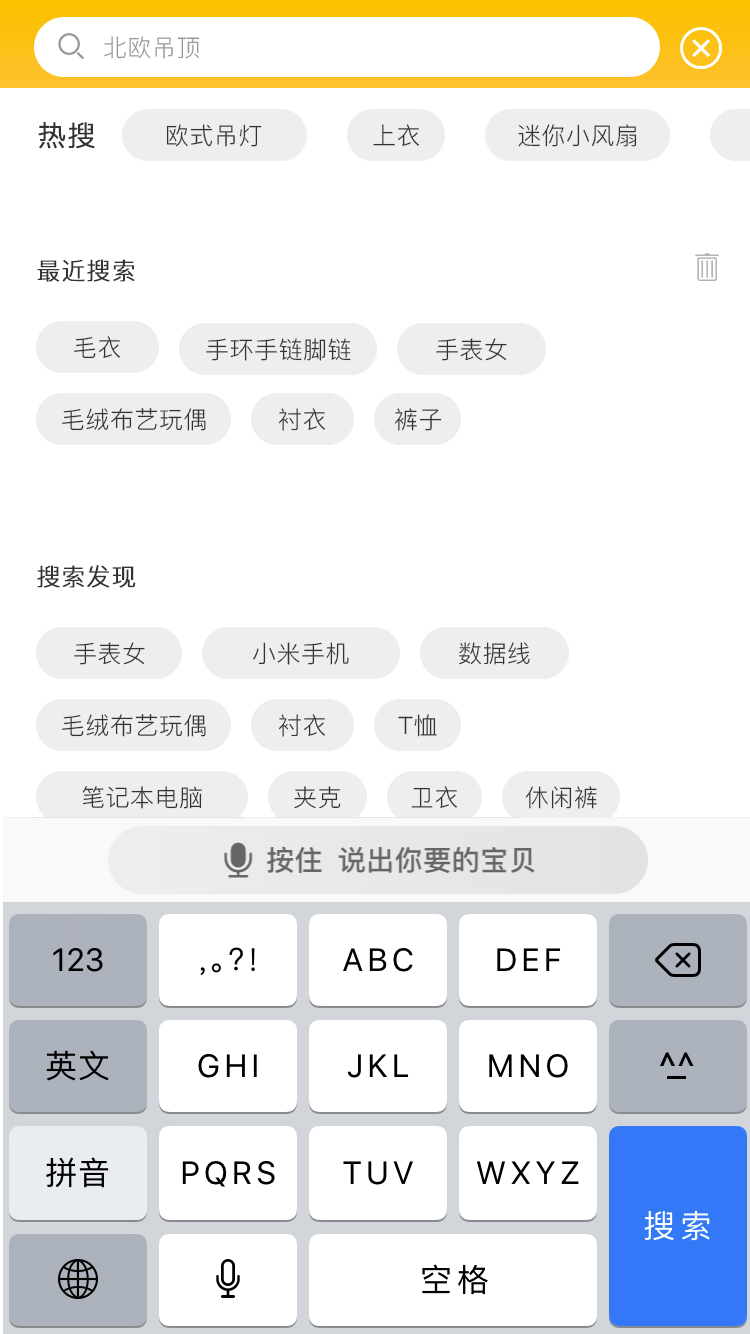 北欧吊顶
热搜 欧式吊灯 上衣 迷你小风扇
最近搜索
毛衣 手环手链脚链 手表女
毛绒布艺玩偶 衬衣 裤子
搜索发现
手表女 小米手机 数据线
毛绒布艺玩偶 衬衣 T恤
笔记本电脑 夹克 卫衣 休闲裤
按住 说出你要的宝贝
123 ,。?! ABC DEF
英文 GHI JKL MNO ^^
拼音 PQRS TUV WXYZ
搜索
空格